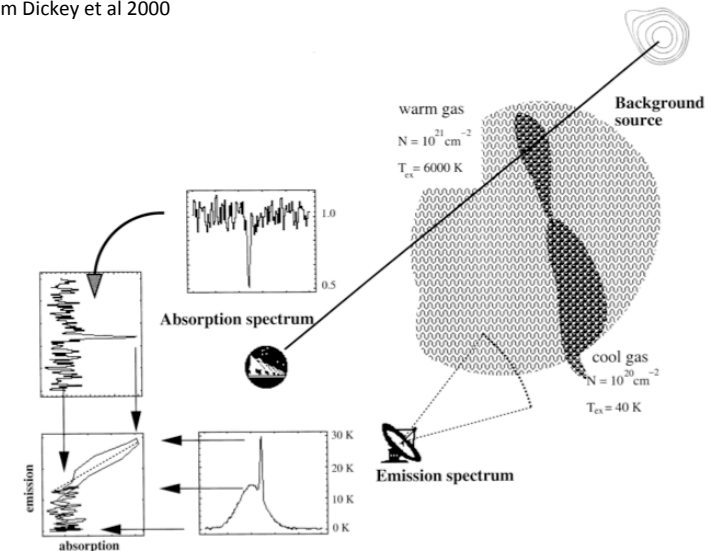 m Dickey et al 2000
Background
source
warm gas
N = 10^21 cm^-2
T_ex = 6000 K
1.0
0.5
Absorption spectrum
cool gas
N = 10^20 cm^-2
T_ex = 40 K
30 K
20 K
10 K
0 K
Emission spectrum
emission
absorption